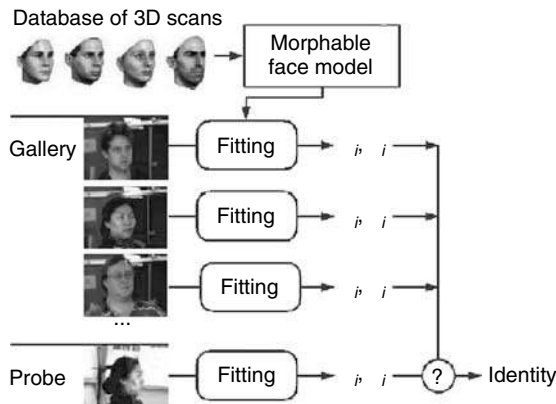 Database of 3D scans
Morphable
face model
Gallery
Fitting
i, i
Fitting
i, i
Fitting
i, i
...
Probe
Fitting
i, i
?
Identity